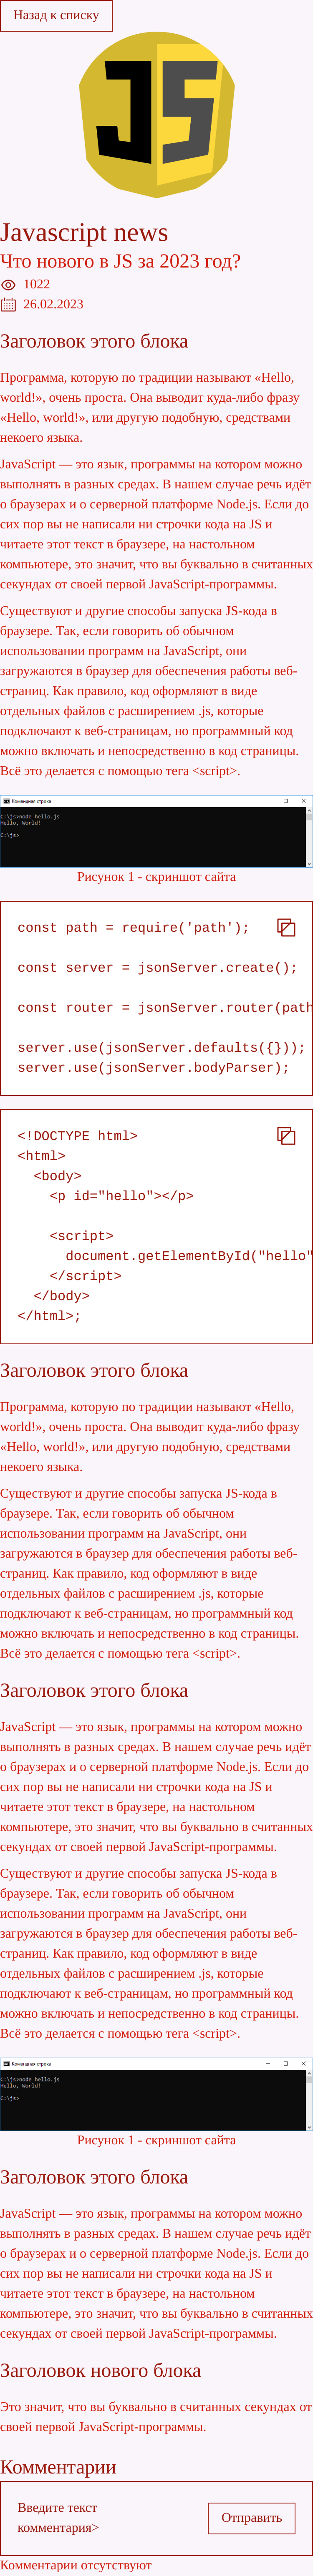 Назад к списку
JS
Javascript news
Что нового в JS за 2023 год?
1022
26.02.2023
Заголовок этого блока
Программа, которую по традиции называют «Hello,
world!», очень проста. Она выводит куда-либо фразу
«Hello, world!», или другую подобную, средствами
некоего языка.
JavaScript — это язык, программы на котором можно
выполнять в разных средах. В нашем случае речь идёт
о браузерах и о серверной платформе Node.js. Если до
сих пор вы не написали ни строчки кода на JS и
читаете этот текст в браузере, на настольном
компьютере, это значит, что вы буквально в считанных
секундах от своей первой JavaScript-программы.
Существуют и другие способы запуска JS-кода в
браузере. Так, если говорить об обычном
использовании программ на JavaScript, они
загружаются в браузер для обеспечения работы веб-
страниц. Как правило, код оформляют в виде
отдельных файлов с расширением .js, которые
подключают к веб-страницам, но программный код
можно включать и непосредственно в код страницы.
Всё это делается с помощью тега <script>.
Командная строка
C:\js>node hello.js
Hello, World!
C:\js>
Рисунок 1 - скриншот сайта
const path = require('path');
const server = jsonServer.create();
const router = jsonServer.router(path
server.use(jsonServer.defaults({}));
server.use(jsonServer.bodyParser);
<!DOCTYPE html>
<html>
<body>
<p id="hello"></p>
<script>
document.getElementById("hello"
</script>
</body>
</html>;
Заголовок этого блока
Программа, которую по традиции называют «Hello,
world!», очень проста. Она выводит куда-либо фразу
«Hello, world!», или другую подобную, средствами
некоего языка.
Существуют и другие способы запуска JS-кода в
браузере. Так, если говорить об обычном
использовании программ на JavaScript, они
загружаются в браузер для обеспечения работы веб-
страниц. Как правило, код оформляют в виде
отдельных файлов с расширением .js, которые
подключают к веб-страницам, но программный код
можно включать и непосредственно в код страницы.
Всё это делается с помощью тега <script>.
Заголовок этого блока
JavaScript — это язык, программы на котором можно
выполнять в разных средах. В нашем случае речь идёт
о браузерах и о серверной платформе Node.js. Если до
сих пор вы не написали ни строчки кода на JS и
читаете этот текст в браузере, на настольном
компьютере, это значит, что вы буквально в считанных
секундах от своей первой JavaScript-программы.
Существуют и другие способы запуска JS-кода в
браузере. Так, если говорить об обычном
использовании программ на JavaScript, они
загружаются в браузер для обеспечения работы веб-
страниц. Как правило, код оформляют в виде
отдельных файлов с расширением .js, которые
подключают к веб-страницам, но программный код
можно включать и непосредственно в код страницы.
Всё это делается с помощью тега <script>.
Командная строка
C:\js>node hello.js
Hello, World!
C:\js>
Рисунок 1 - скриншот сайта
Заголовок этого блока
JavaScript — это язык, программы на котором можно
выполнять в разных средах. В нашем случае речь идёт
о браузерах и о серверной платформе Node.js. Если до
сих пор вы не написали ни строчки кода на JS и
читаете этот текст в браузере, на настольном
компьютере, это значит, что вы буквально в считанных
секундах от своей первой JavaScript-программы.
Заголовок нового блока
Это значит, что вы буквально в считанных секундах от
своей первой JavaScript-программы.
Комментарии
Введите текст
комментария>
Отправить
Комментарии отсутствуют